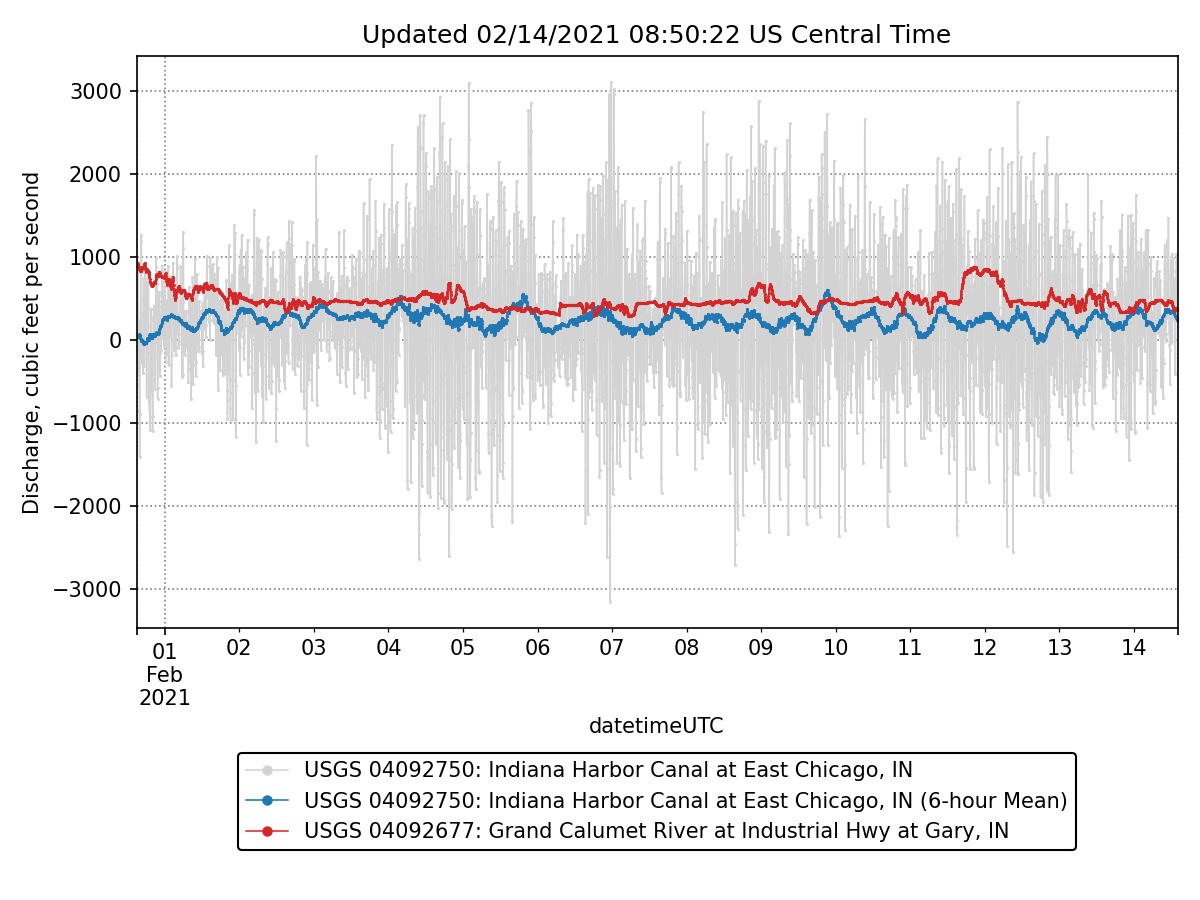 Updated 02/14/2021 08:50:22 US Central Time
Discharge, cubic feet per second
3000
2000
1000
0
−1000
−2000
−3000
01 02 03 04 05 06 07 08 09 10 11 12 13 14
Feb
2021
datetimeUTC
USGS 04092750: Indiana Harbor Canal at East Chicago, IN
USGS 04092750: Indiana Harbor Canal at East Chicago, IN (6-hour Mean)
USGS 04092677: Grand Calumet River at Industrial Hwy at Gary, IN